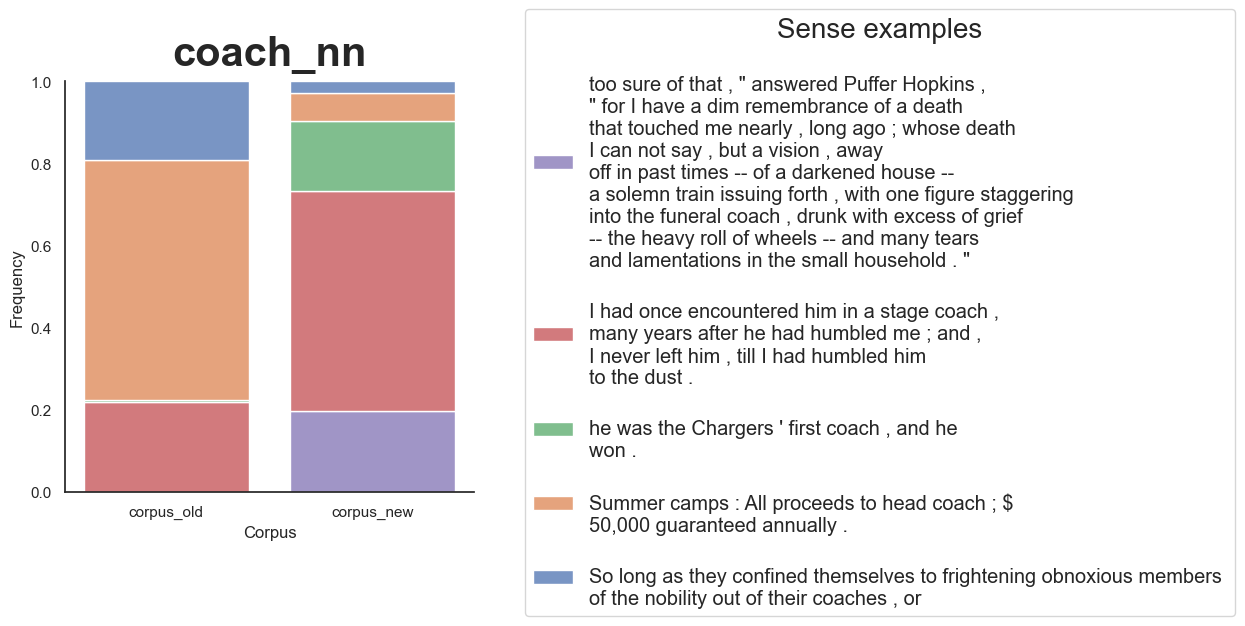 coach_nn
1.0
0.8
0.6
0.4
0.2
0.0
Frequency
corpus_old
corpus_new
Corpus
Sense examples
too sure of that , " answered Puffer Hopkins ,
" for I have a dim remembrance of a death
that touched me nearly , long ago ; whose death
I can not say , but a vision , away
off in past times -- of a darkened house --
a solemn train issuing forth , with one figure staggering
into the funeral coach , drunk with excess of grief
-- the heavy roll of wheels -- and many tears
and lamentations in the small household . "
I had once encountered him in a stage coach ,
many years after he had humbled me ; and ,
I never left him , till I had humbled him
to the dust .
he was the Chargers ' first coach , and he
won .
Summer camps : All proceeds to head coach ; $
50,000 guaranteed annually .
So long as they confined themselves to frightening obnoxious members
of the nobility out of their coaches , or